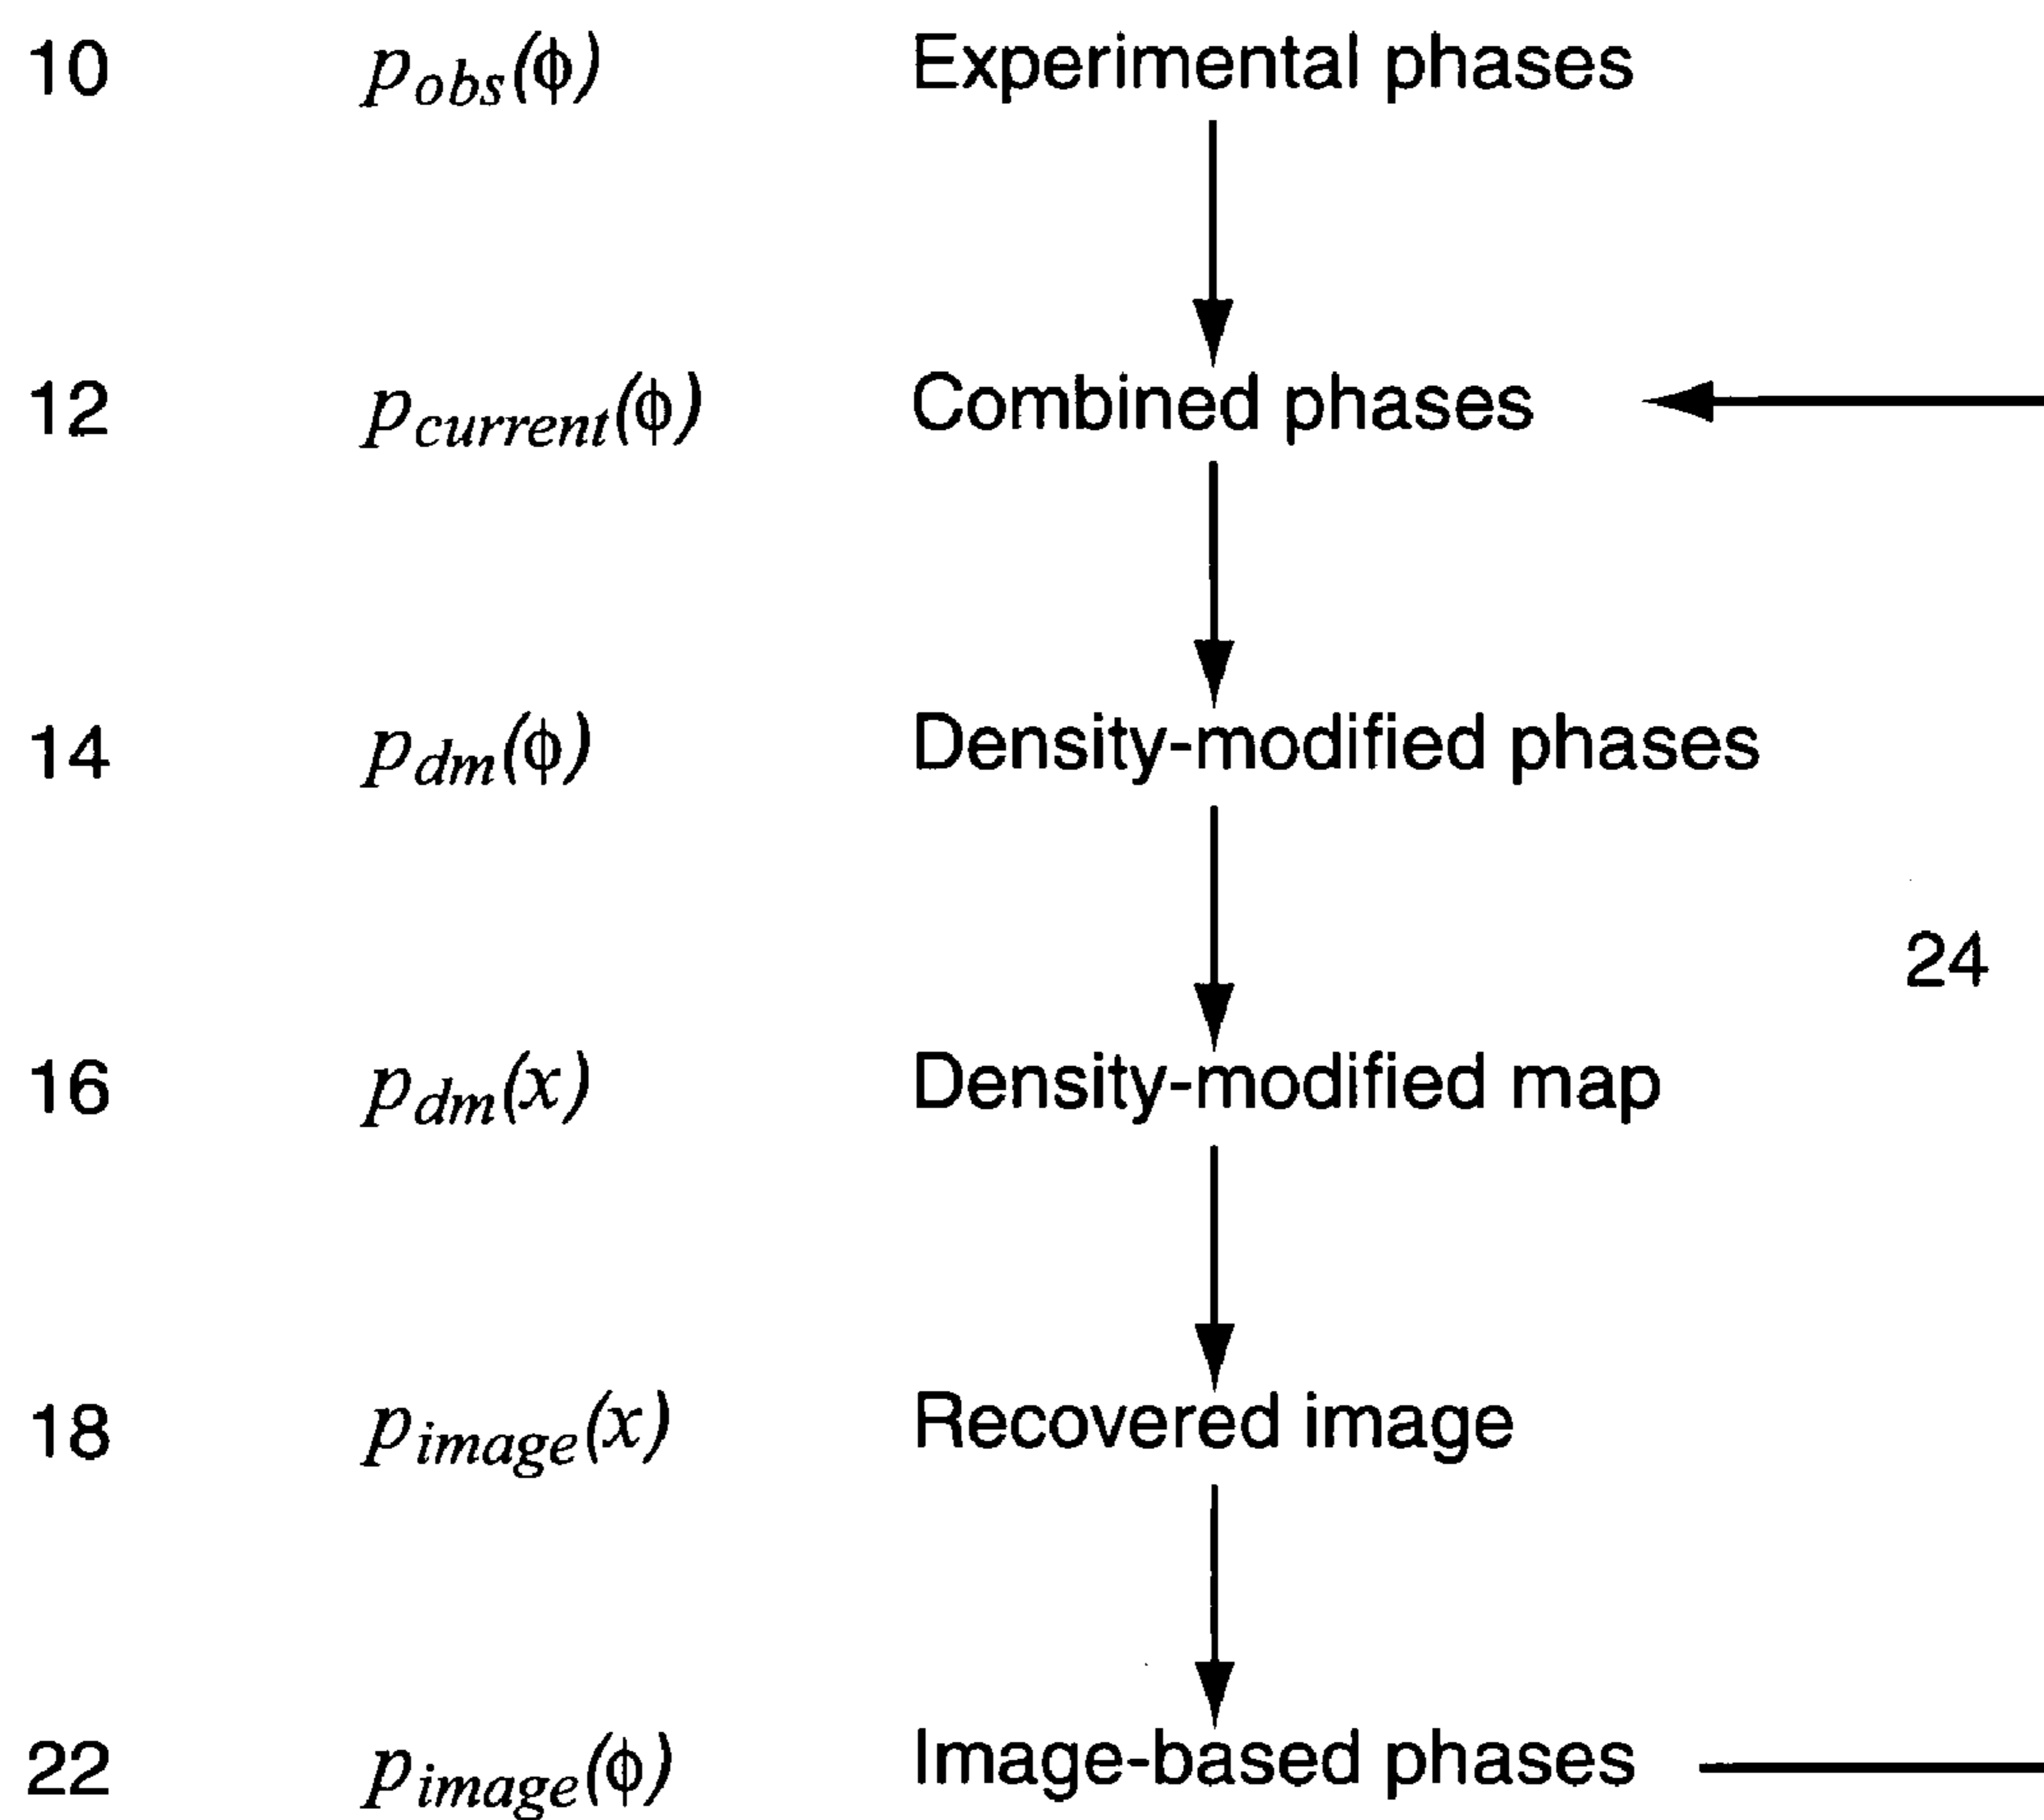 10 p_obs(ϕ) Experimental phases
12 p_current(ϕ) Combined phases
14 p_dm(ϕ) Density-modified phases
24
16 p_dm(x) Density-modified map
18 p_image(x) Recovered image
22 p_image(ϕ) Image-based phases